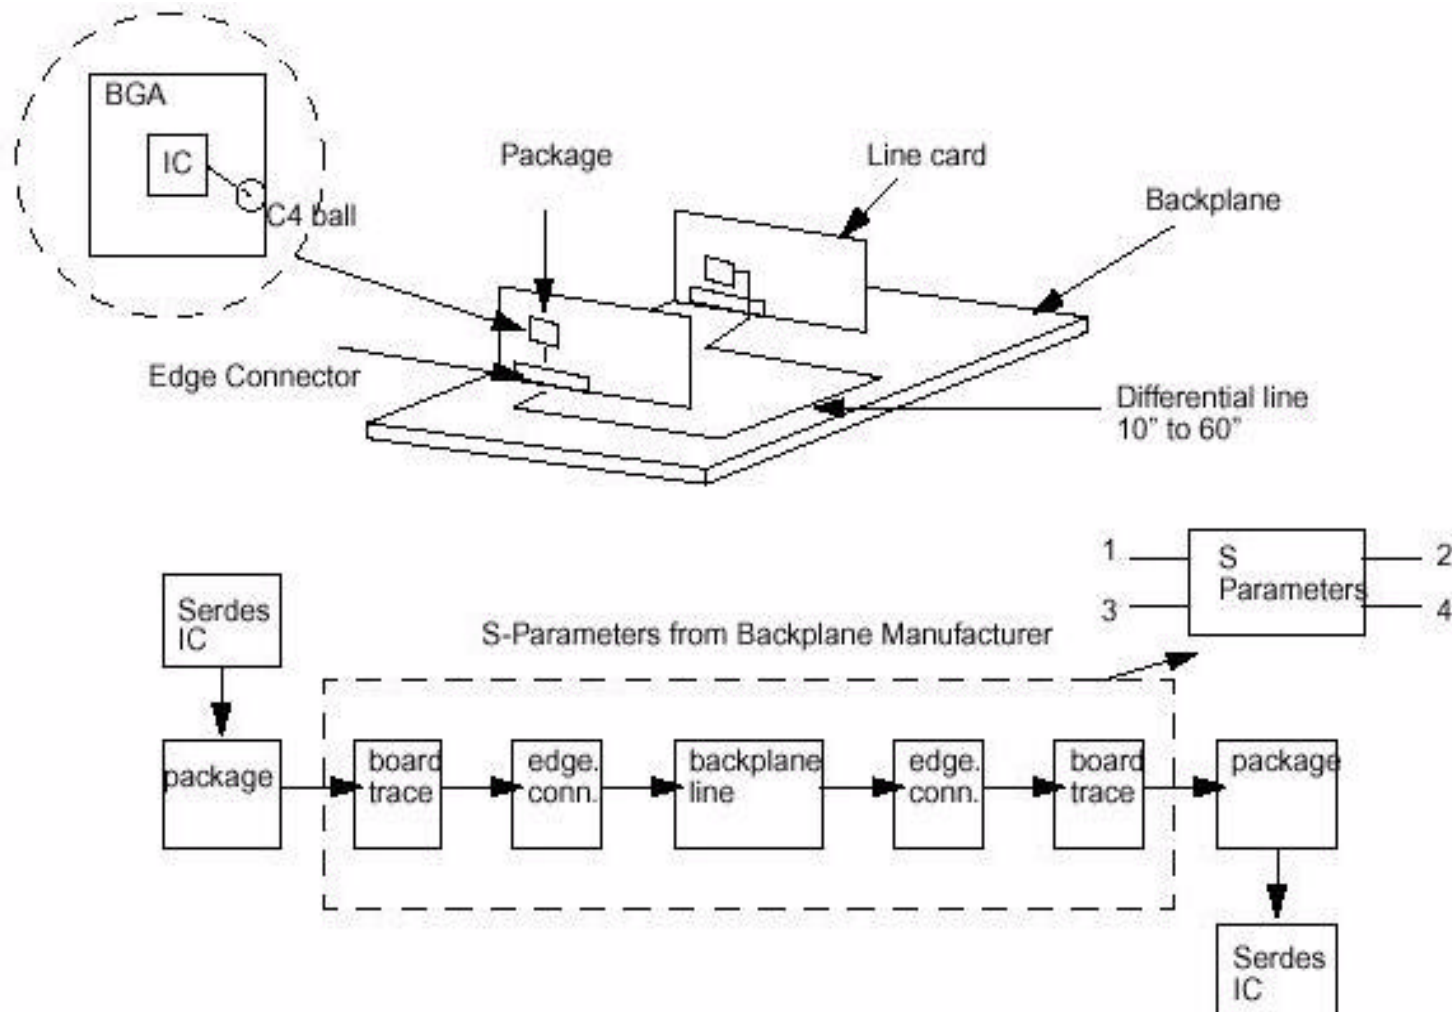 BGA
IC
C4 ball
Package
Line card
Backplane
Edge Connector
Differential line
10” to 60”
1
2
3
4
S
Parameters
Serdes
IC
S-Parameters from Backplane Manufacturer
package
board
trace
edge.
conn.
backplane
line
edge.
conn.
board
trace
package
Serdes
IC